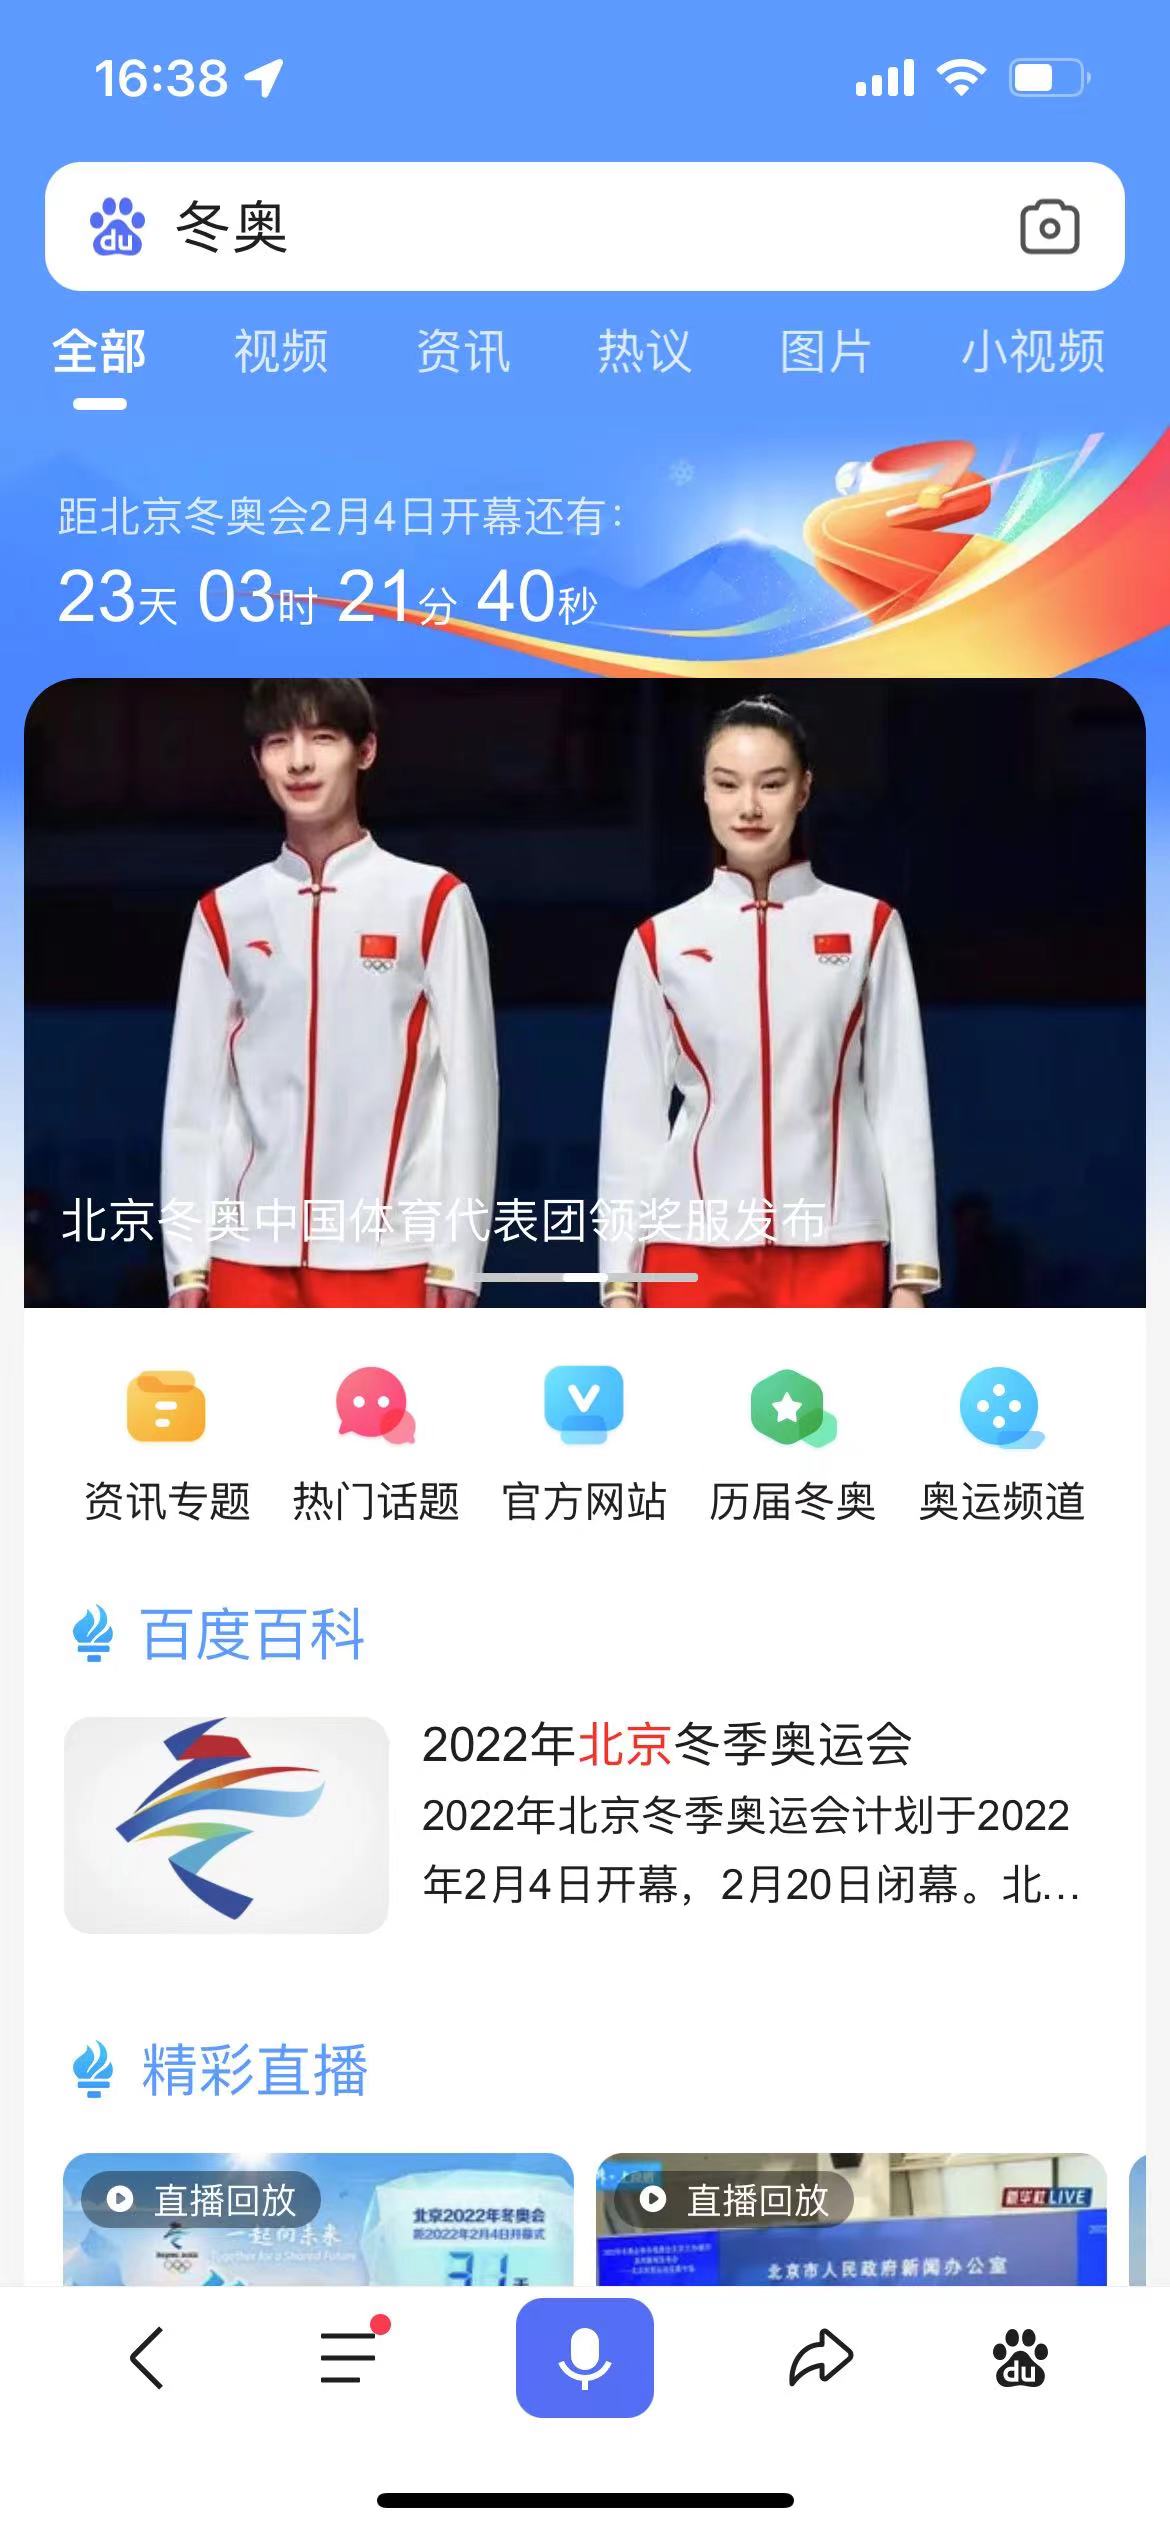 16:38
du 冬奥
全部 视频 资讯 热议 图片 小视频
距北京冬奥会2月4日开幕还有：
23天 03时 21分 40秒
北京冬奥中国体育代表团领奖服发布
资讯专题 热门话题 官方网站 历届冬奥 奥运频道
百度百科
2022年北京冬季奥运会
2022年北京冬季奥运会计划于2022
年2月4日开幕，2月20日闭幕。北...
精彩直播
直播回放
一起向未来
Together for a Shared Future
北京2022年冬奥会
距2022年2月4日开幕式
31天
直播回放
新华社LIVE
北京市人民政府新闻办公室
du